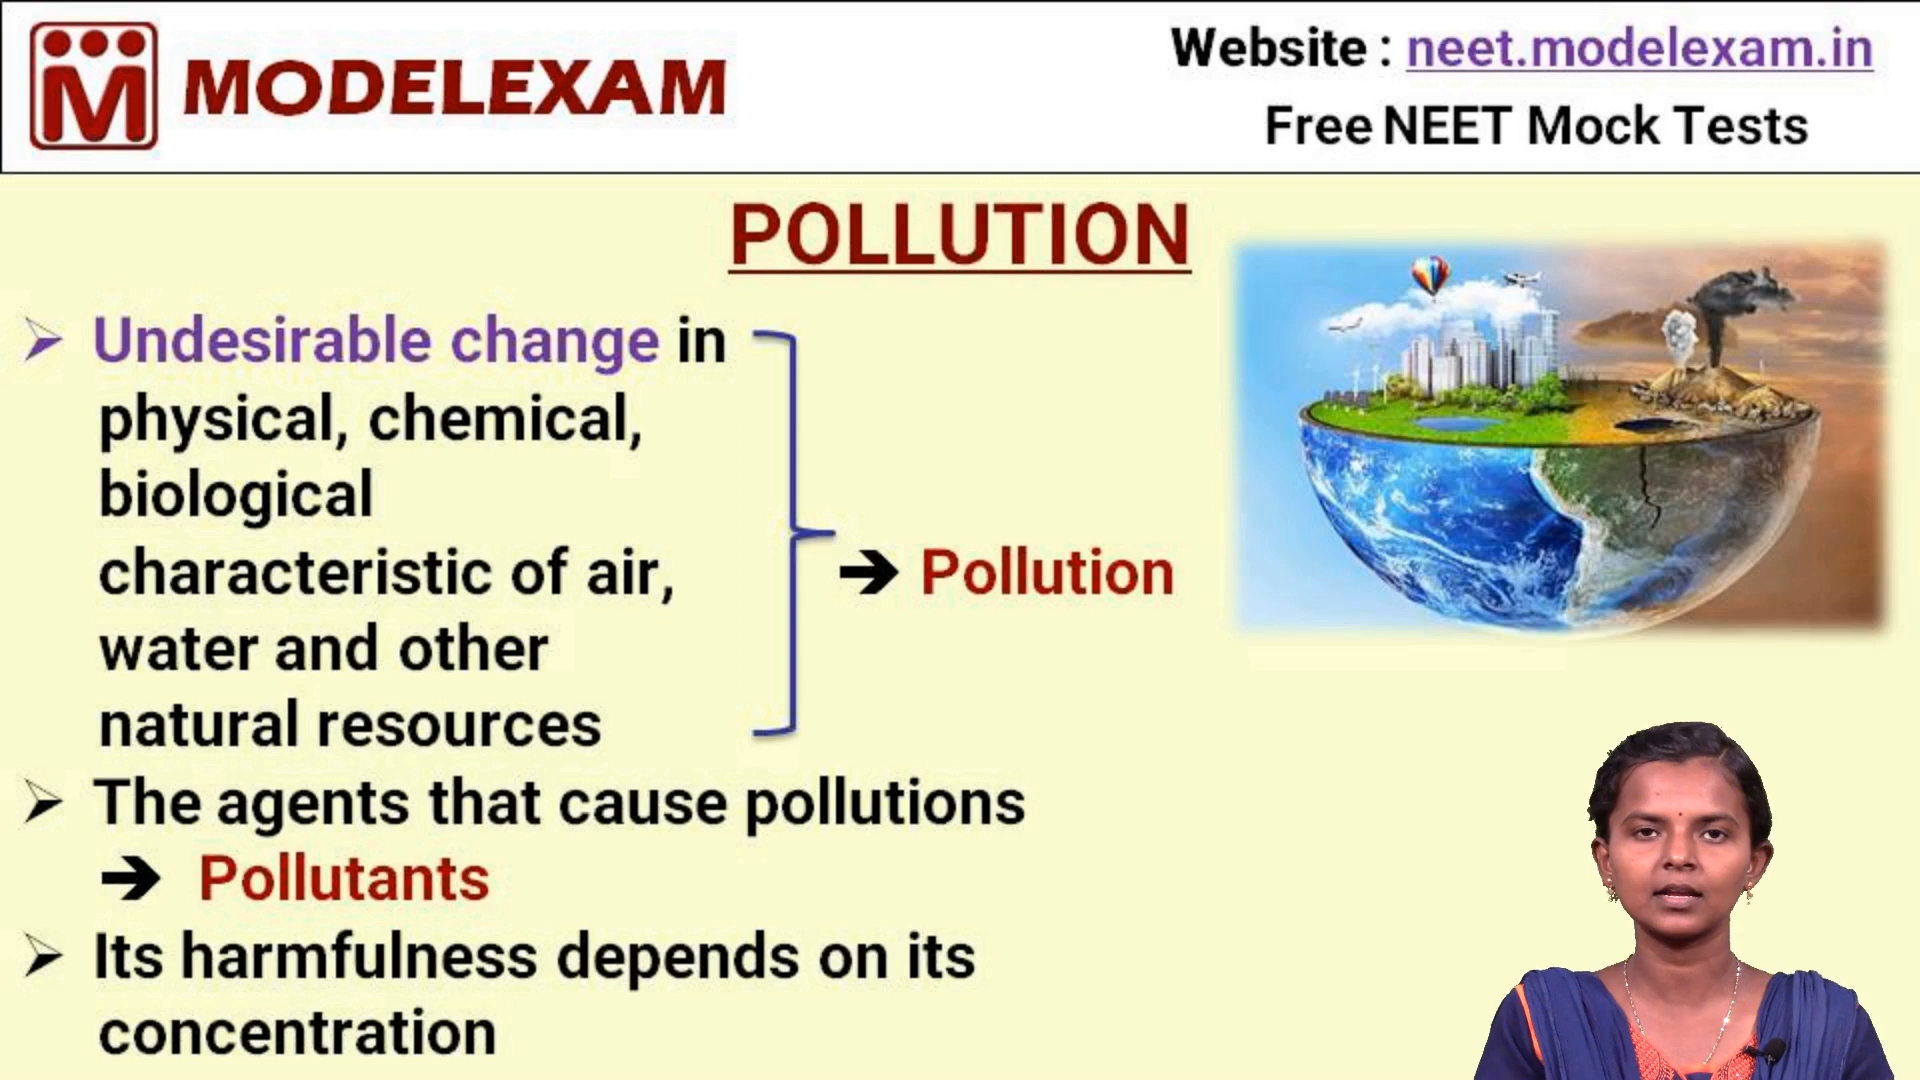 MODELEXAM
Website : neet.modelexam.in
Free NEET Mock Tests
POLLUTION
➢ Undesirable change in
physical, chemical,
biological
characteristic of air,
water and other
natural resources
➔ Pollution
➢ The agents that cause pollutions
➔ Pollutants
➢ Its harmfulness depends on its
concentration